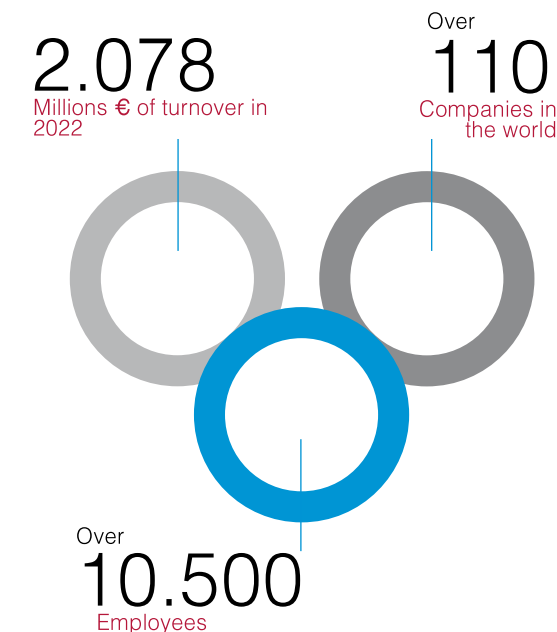 2.078
Millions € of turnover in
2022
Over
110
Companies in
the world
Over
10.500
Employees